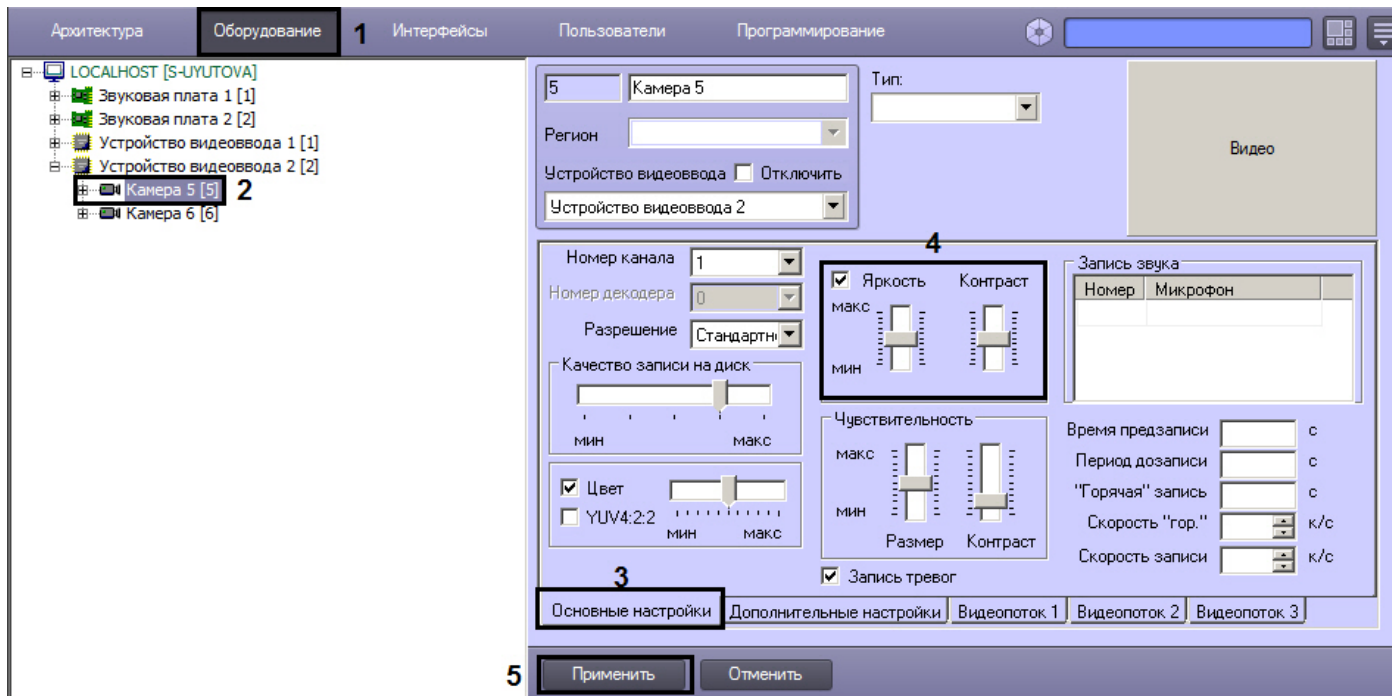 Архитектура Оборудование 1 Интерфейсы Пользователи Программирование
LOCALHOST [S-UYUTOVA]
Звуковая плата 1 [1]
Звуковая плата 2 [2]
Устройство видеоввода 1 [1]
Устройство видеоввода 2 [2]
Камера 5 [5] 2
Камера 6 [6]
5 Камера 5
Регион
Устройство видеоввода Отключить
Устройство видеоввода 2
Тип:
Видео
Номер канала 1
Номер декодера 0
Разрешение Стандартн
Качество записи на диск
мин макс
Цвет
YUV4:2:2
мин макс
4
Яркость Контраст
макс
мин
Чувствительность
макс
мин
Размер Контраст
Запись тревог
Запись звука
Номер Микрофон
Время предзаписи с
Период дозаписи с
"Горячая" запись с
Скорость "гор." к/с
Скорость записи к/с
3
Основные настройки Дополнительные настройки Видеопоток 1 Видеопоток 2 Видеопоток 3
5 Применить Отменить